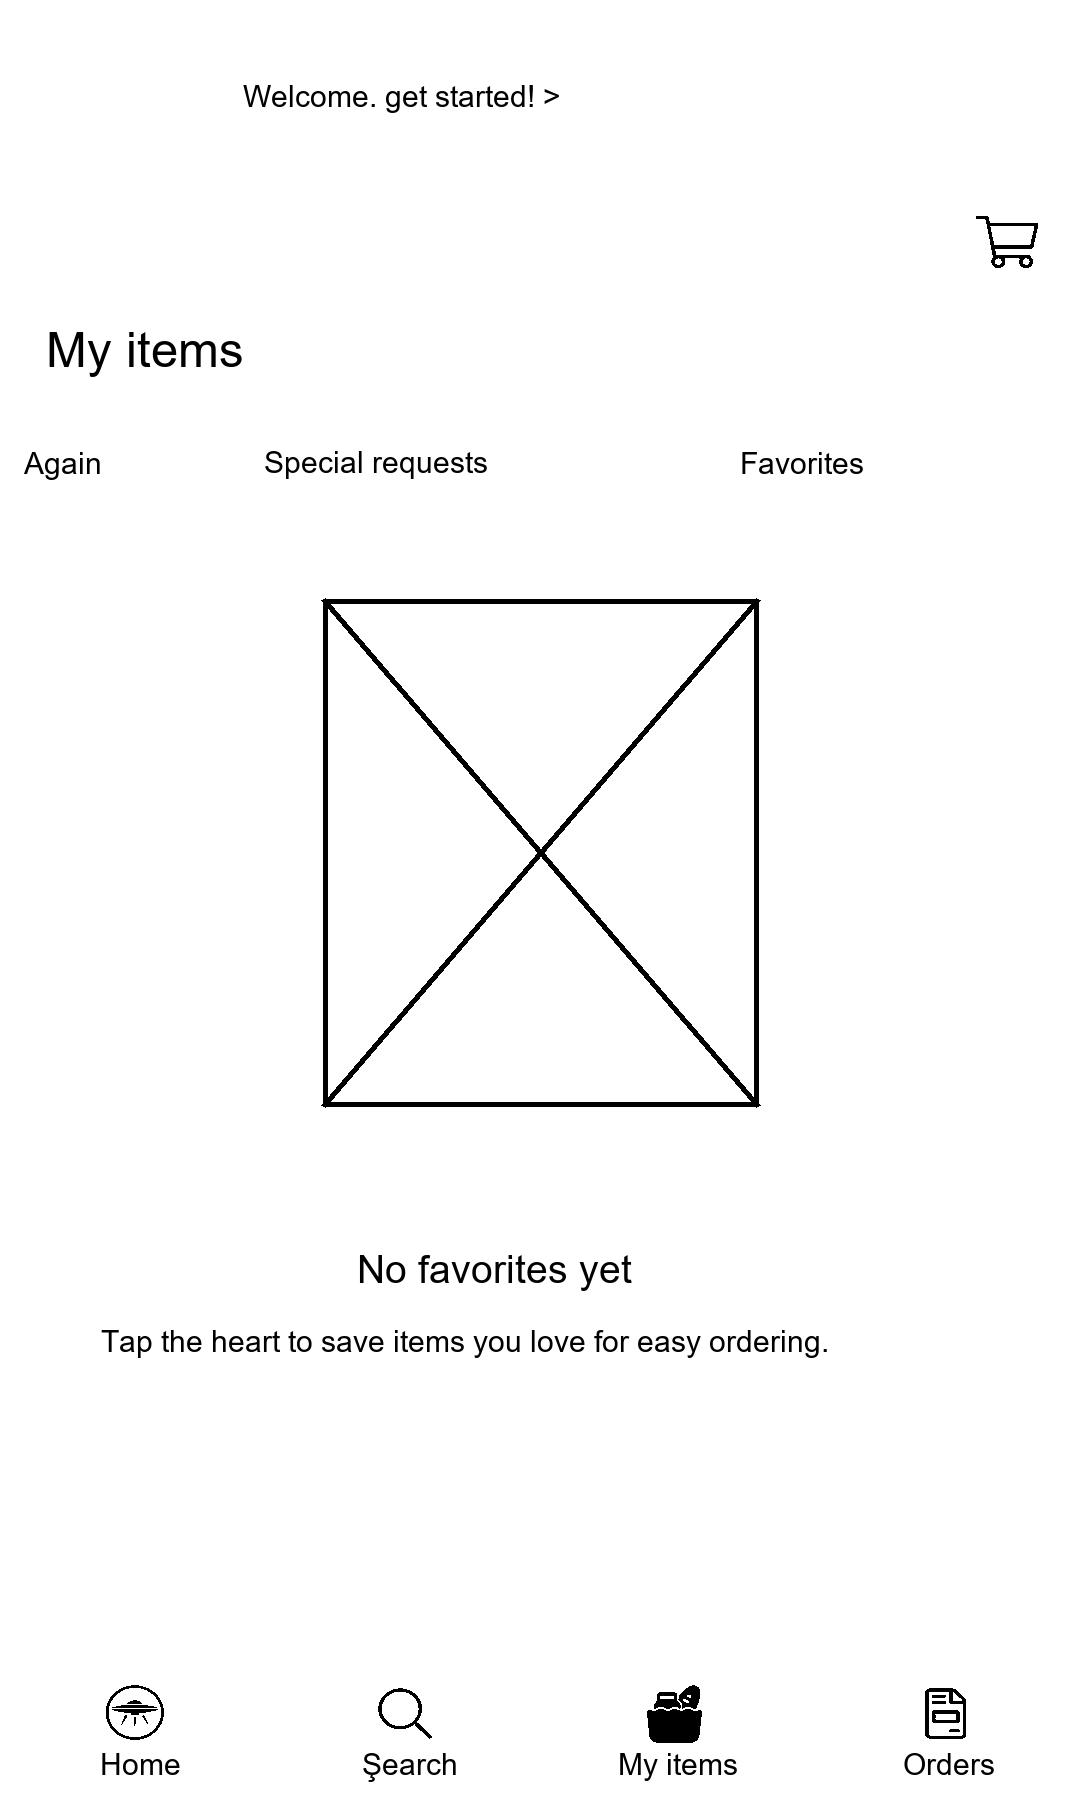 Welcome. get started! >
My items
Again
Special requests
Favorites
No favorites yet
Tap the heart to save items you love for easy ordering.
Home
Şearch
My items
Orders